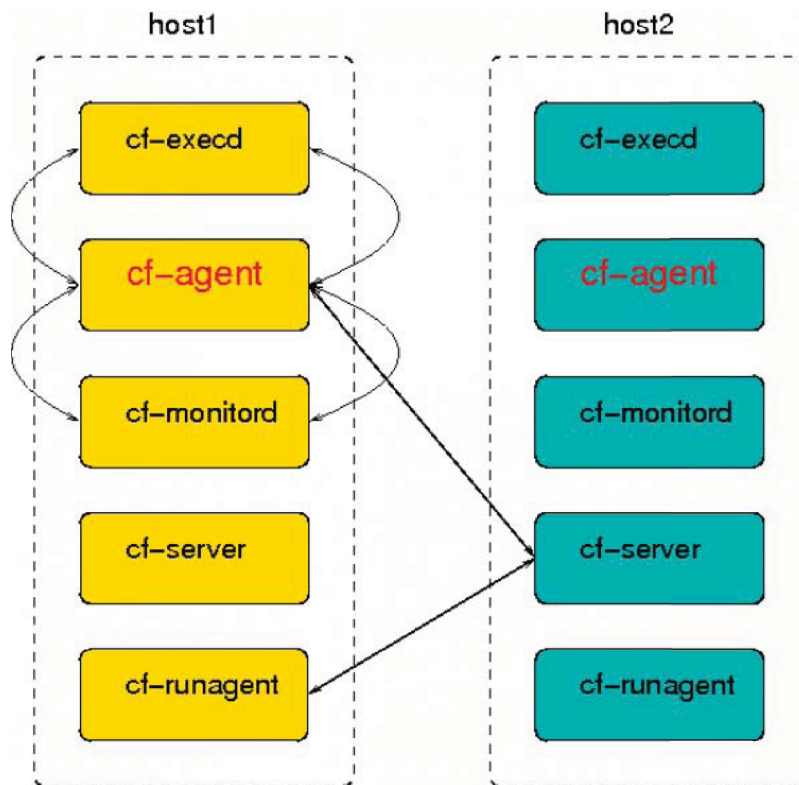 host1
cf-execd
cf-agent
cf-monitord
cf-server
cf-runagent
host2
cf-execd
cf-agent
cf-monitord
cf-server
cf-runagent